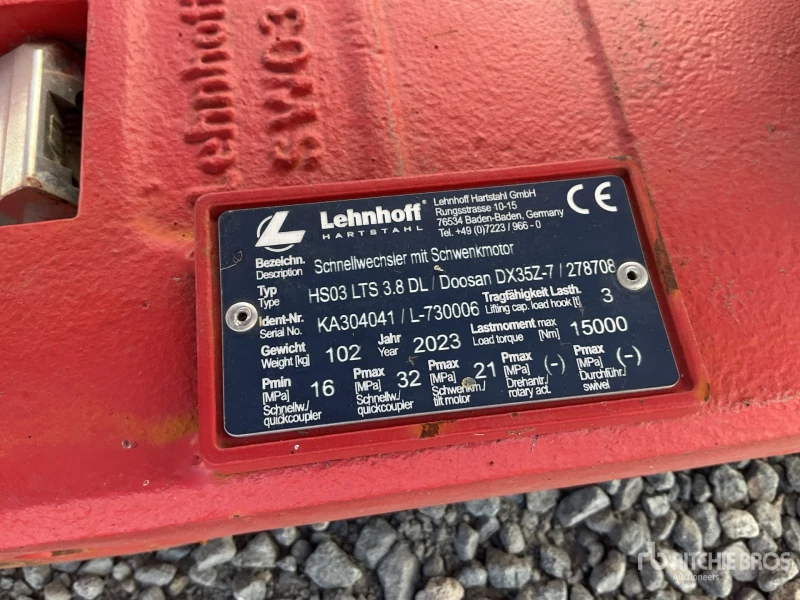 Lehnhoff
SW03
Lehnhoff®
HARTSTAHL
Lehnhoff Hartstahl GmbH
Rungsstrasse 10-15
76534 Baden-Baden, Germany
Tel. +49 (0)7223 / 966 - 0
CE
Bezeichn.
Description
Schnellwechsler mit Schwenkmotor
Typ
Type
HS03 LTS 3.8 DL / Doosan DX35Z-7 / 278708
Ident-Nr.
Serial No.
KA304041 / L-730006
Tragfähigkeit Lasth.
Lifting cap. load hook [t]
3
Gewicht
Weight [kg]
102
Jahr
Year
2023
Lastmoment max
Load torque [Nm]
15000
Pmin
[MPa]
Schnellw./
quickcoupler
16
Pmax
[MPa]
Schnellw./
quickcoupler
32
Pmax
[MPa]
Schwenkm./
tilt motor
21
Pmax
[MPa]
Drehantr./
rotary act.
(-)
Pmax
[MPa]
Durchführ./
swivel
(-)
rb
RITCHIE BROS
Auctioneers